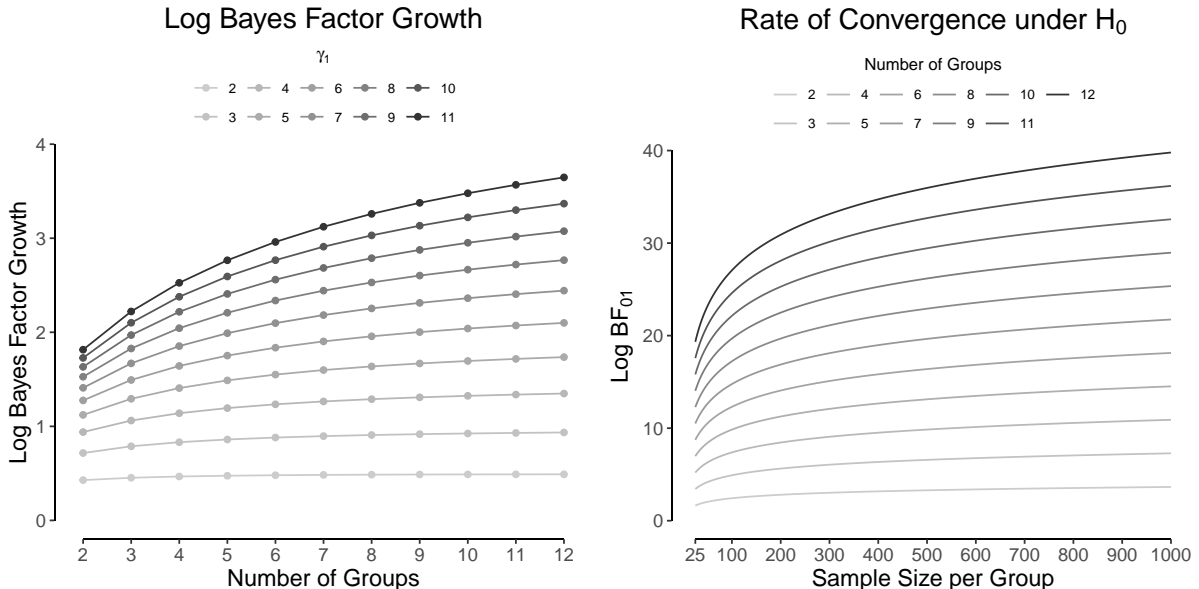 Log Bayes Factor Growth
γ1
2 4 6 8 10
3 5 7 9 11
4
3
2
1
0
Log Bayes Factor Growth
2 3 4 5 6 7 8 9 10 11 12
Number of Groups
Rate of Convergence under H0
Number of Groups
2 4 6 8 10 12
3 5 7 9 11
40
30
20
10
0
Log BF01
25 100 200 300 400 500 600 700 800 900 1000
Sample Size per Group